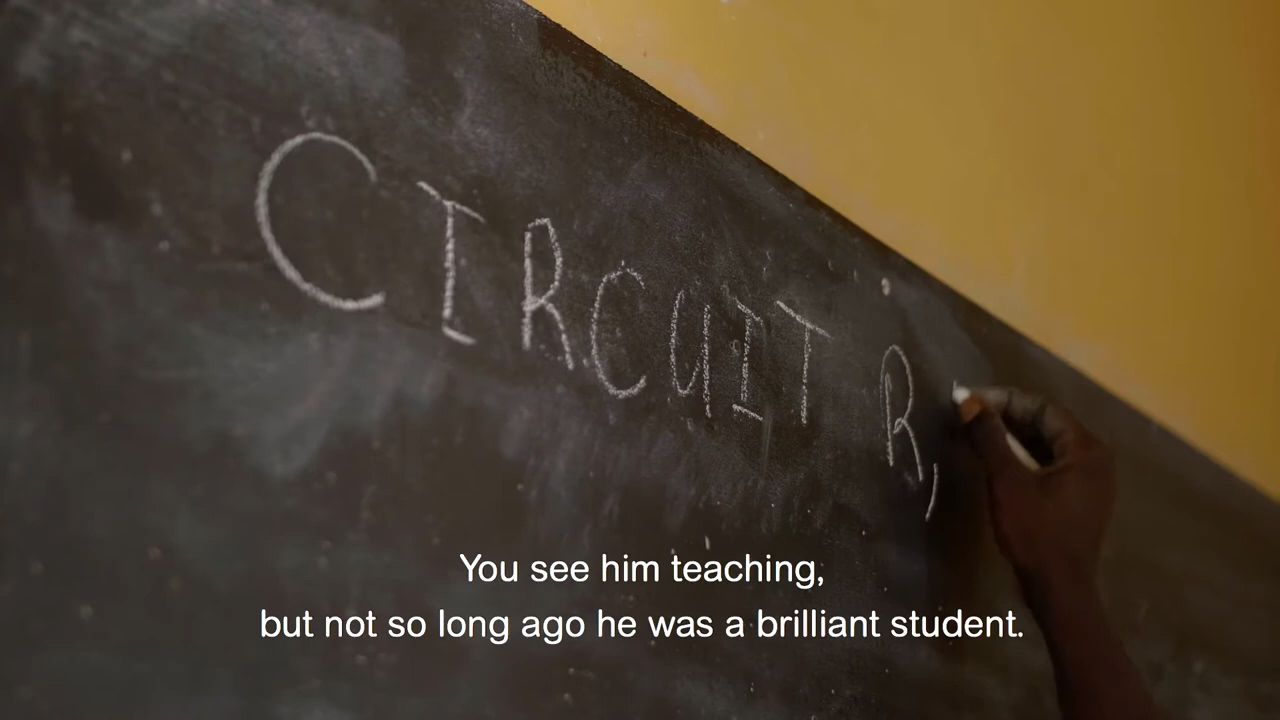 CIRCUIT R,
You see him teaching,
but not so long ago he was a brilliant student.